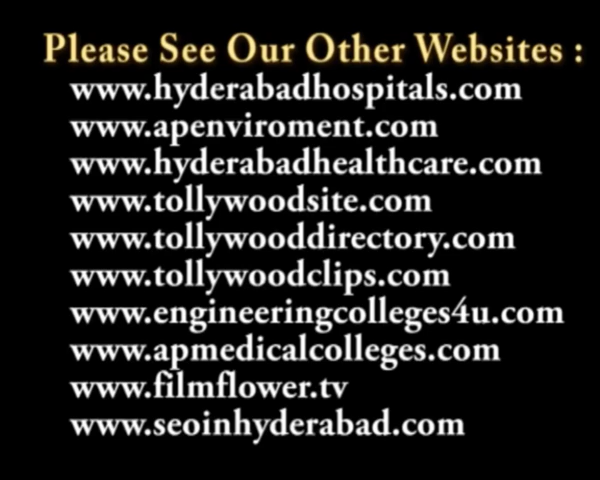 Please See Our Other Websites :
www.hyderabadhospitals.com
www.apenviroment.com
www.hyderabadhealthcare.com
www.tollywoodsite.com
www.tollywooddirectory.com
www.tollywoodclips.com
www.engineeringcolleges4u.com
www.apmedicalcolleges.com
www.filmflower.tv
www.seoinhyderabad.com